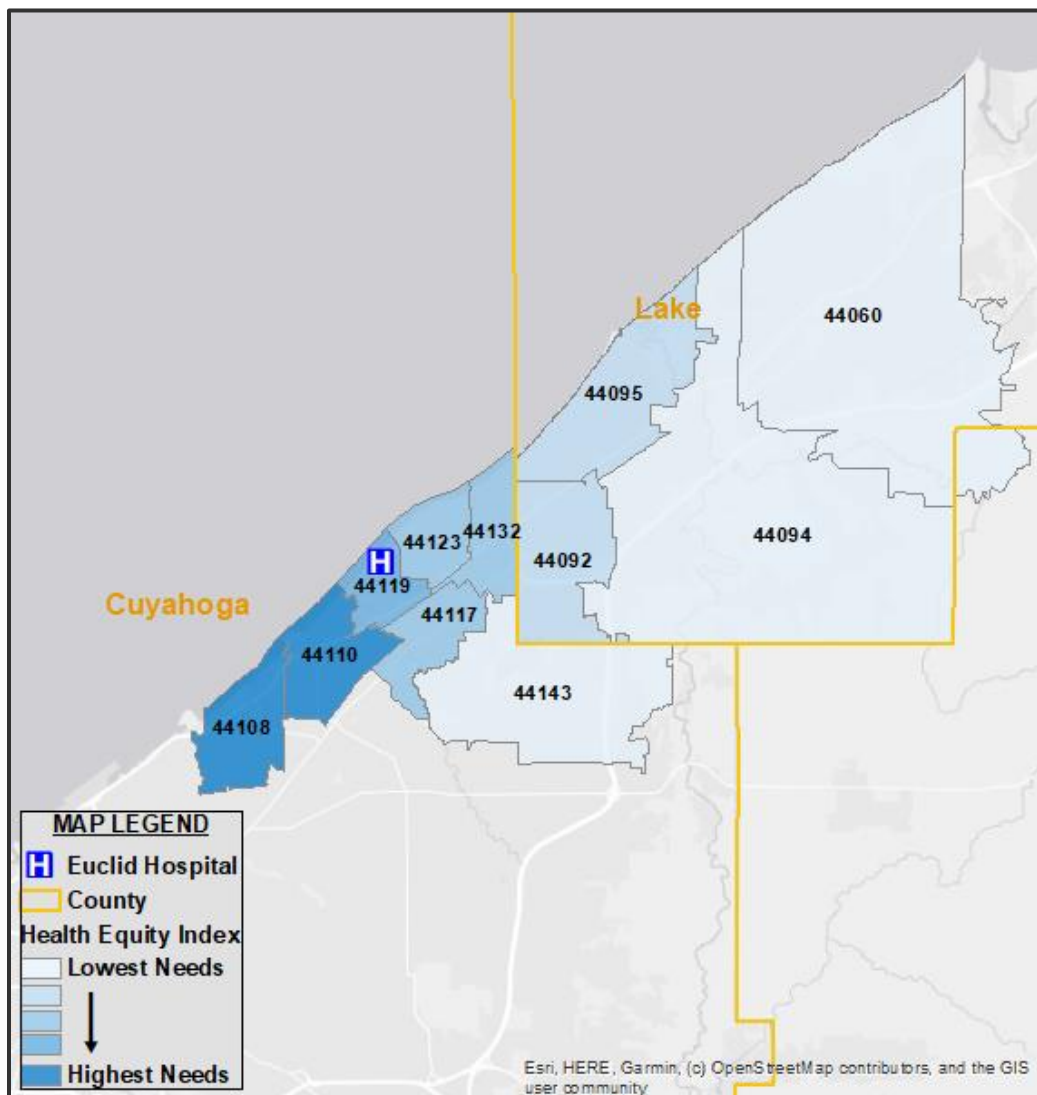 Lake
44060
44095
44132
44123
44092
44094
H
44119
Cuyahoga
44117
44110
44143
44108
MAP LEGEND
H Euclid Hospital
County
Health Equity Index
Lowest Needs
Highest Needs
Esri, HERE, Garmin, (c) OpenStreetMap contributors, and the GIS
user community